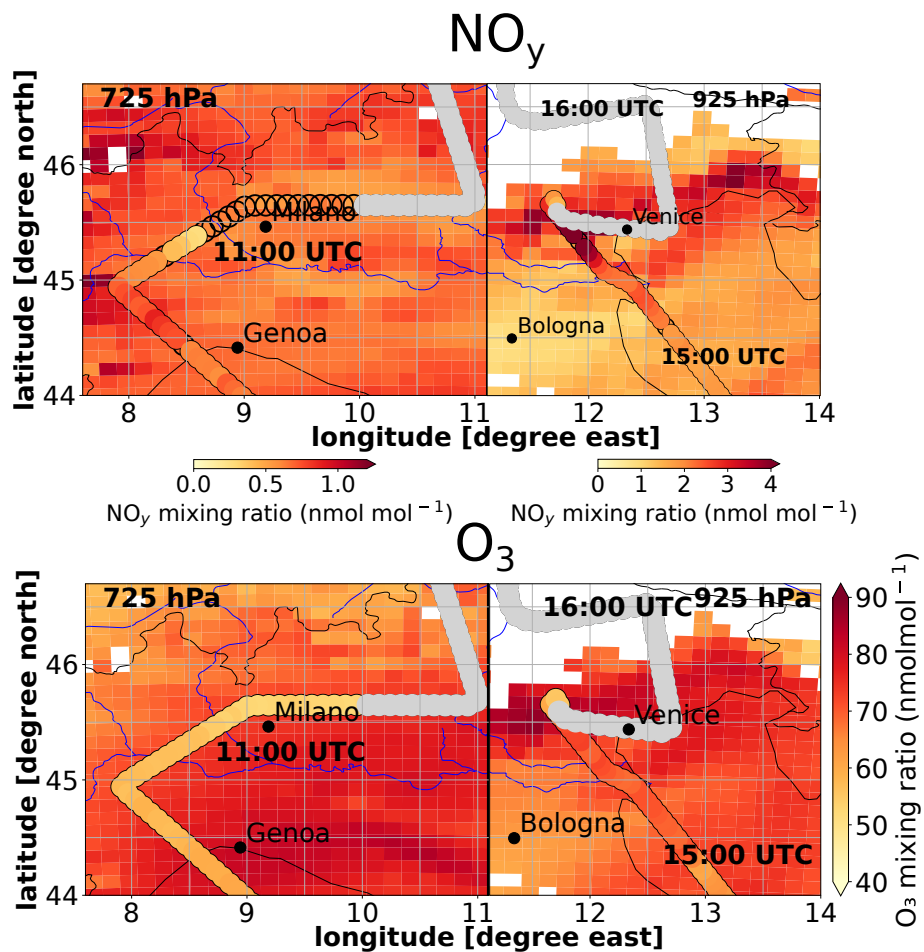 NOy
725 hPa
16:00 UTC
925 hPa
46
45
44
latitude [degree north]
Milano
11:00 UTC
Genoa
Venice
Bologna
15:00 UTC
8 9 10 11 12 13 14
longitude [degree east]
0.0 0.5 1.0
NOy mixing ratio (nmol mol⁻¹)
0 1 2 3 4
NOy mixing ratio (nmol mol⁻¹)
O₃
725 hPa
16:00 UTC
925 hPa
46
45
44
latitude [degree north]
Milano
11:00 UTC
Genoa
Venice
Bologna
15:00 UTC
8 9 10 11 12 13 14
longitude [degree east]
90
80
70
60
50
40
O₃ mixing ratio (nmolmol⁻¹)